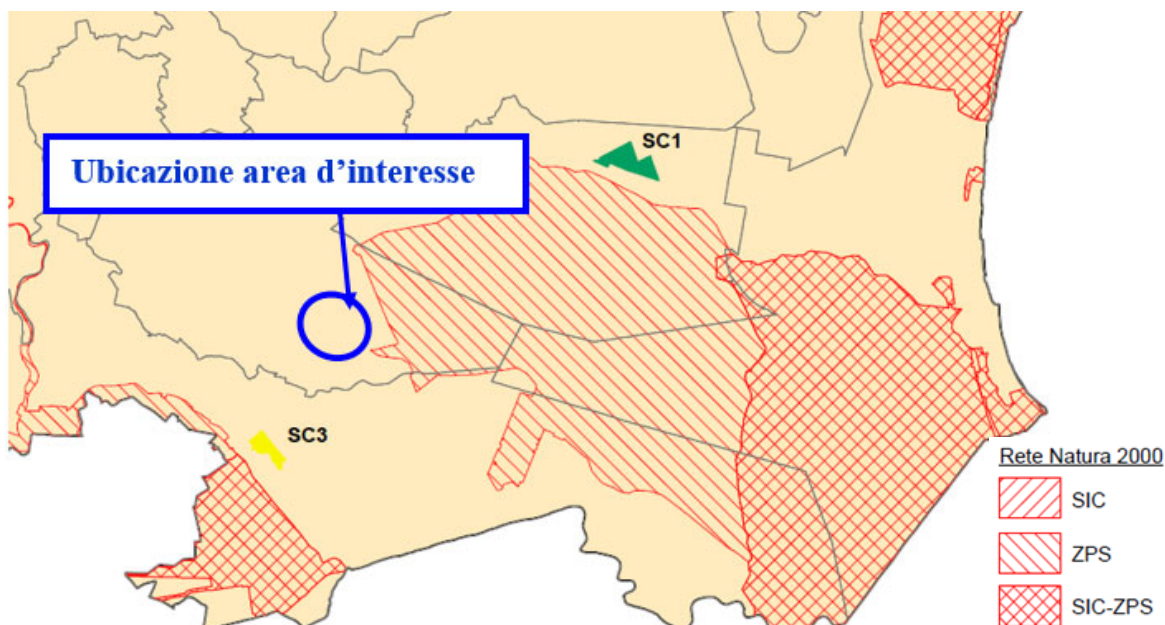 SC1
Ubicazione area d'interesse
SC3
Rete Natura 2000
SIC
ZPS
SIC-ZPS